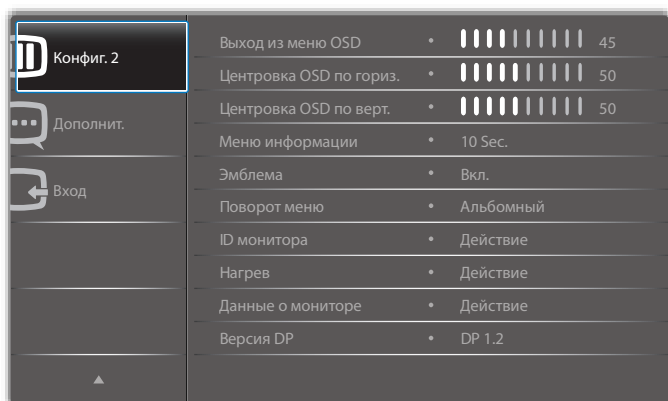 Конфиг. 2
Дополнит.
Вход
Выход из меню OSD • 45
Центровка OSD по гориз. • 50
Центровка OSD по верт. • 50
Меню информации • 10 Sec.
Эмблема • Вкл.
Поворот меню • Альбомный
ID монитора • Действие
Нагрев • Действие
Данные о мониторе • Действие
Версия DP • DP 1.2